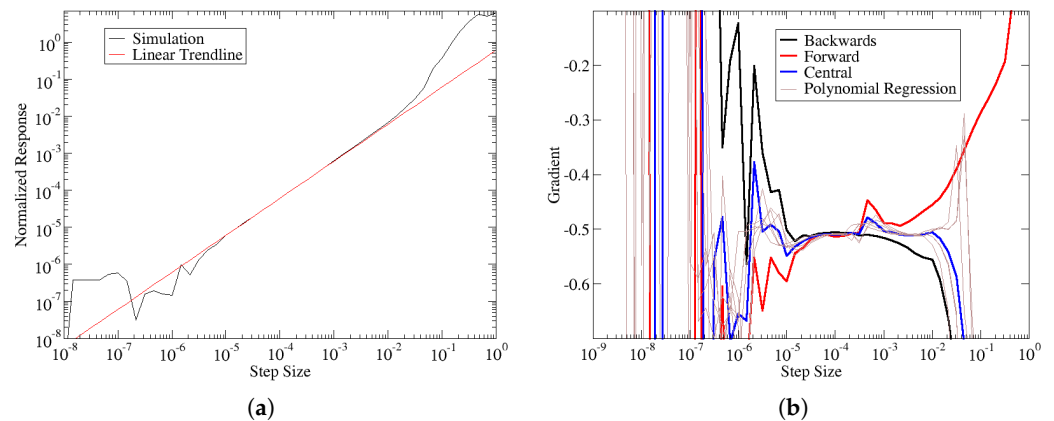 Simulation
Linear Trendline
Normalized Response
10^0
10^-1
10^-2
10^-3
10^-4
10^-5
10^-6
10^-7
10^-8
10^-8 10^-7 10^-6 10^-5 10^-4 10^-3 10^-2 10^-1 10^0
Step Size
(a)
Backwards
Forward
Central
Polynomial Regression
Gradient
-0.2
-0.3
-0.4
-0.5
-0.6
10^-9 10^-8 10^-7 10^-6 10^-5 10^-4 10^-3 10^-2 10^-1 10^0
Step Size
(b)